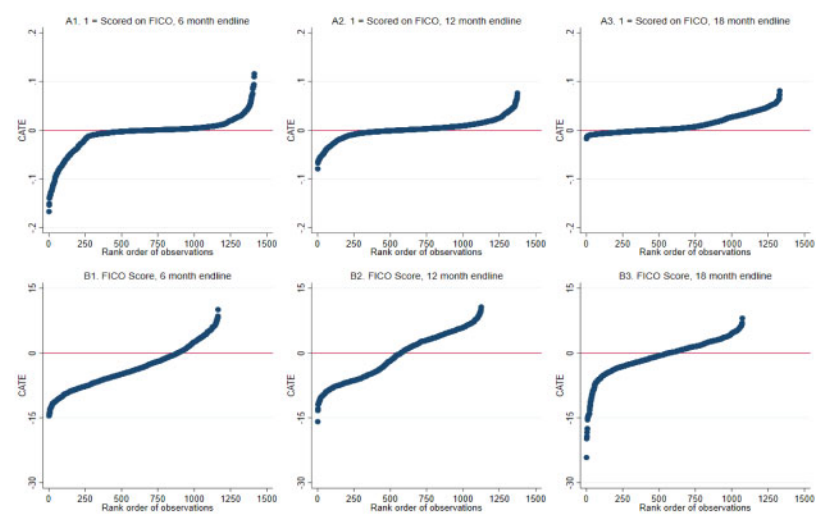 A1. 1 = Scored on FICO, 6 month endline
A2. 1 = Scored on FICO, 12 month endline
A3. 1 = Scored on FICO, 18 month endline
CATE
.2
.1
0
-.1
-.2
0 250 500 750 1000 1250 1500
Rank order of observations
CATE
.2
.1
0
-.1
-.2
0 250 500 750 1000 1250 1500
Rank order of observations
CATE
.2
.1
0
-.1
-.2
0 250 500 750 1000 1250 1500
Rank order of observations
B1. FICO Score, 6 month endline
B2. FICO Score, 12 month endline
B3. FICO Score, 18 month endline
CATE
15
0
-15
-30
0 250 500 750 1000 1250 1500
Rank order of observations
CATE
15
0
-15
-30
0 250 500 750 1000 1250 1500
Rank order of observations
CATE
15
0
-15
-30
0 250 500 750 1000 1250 1500
Rank order of observations